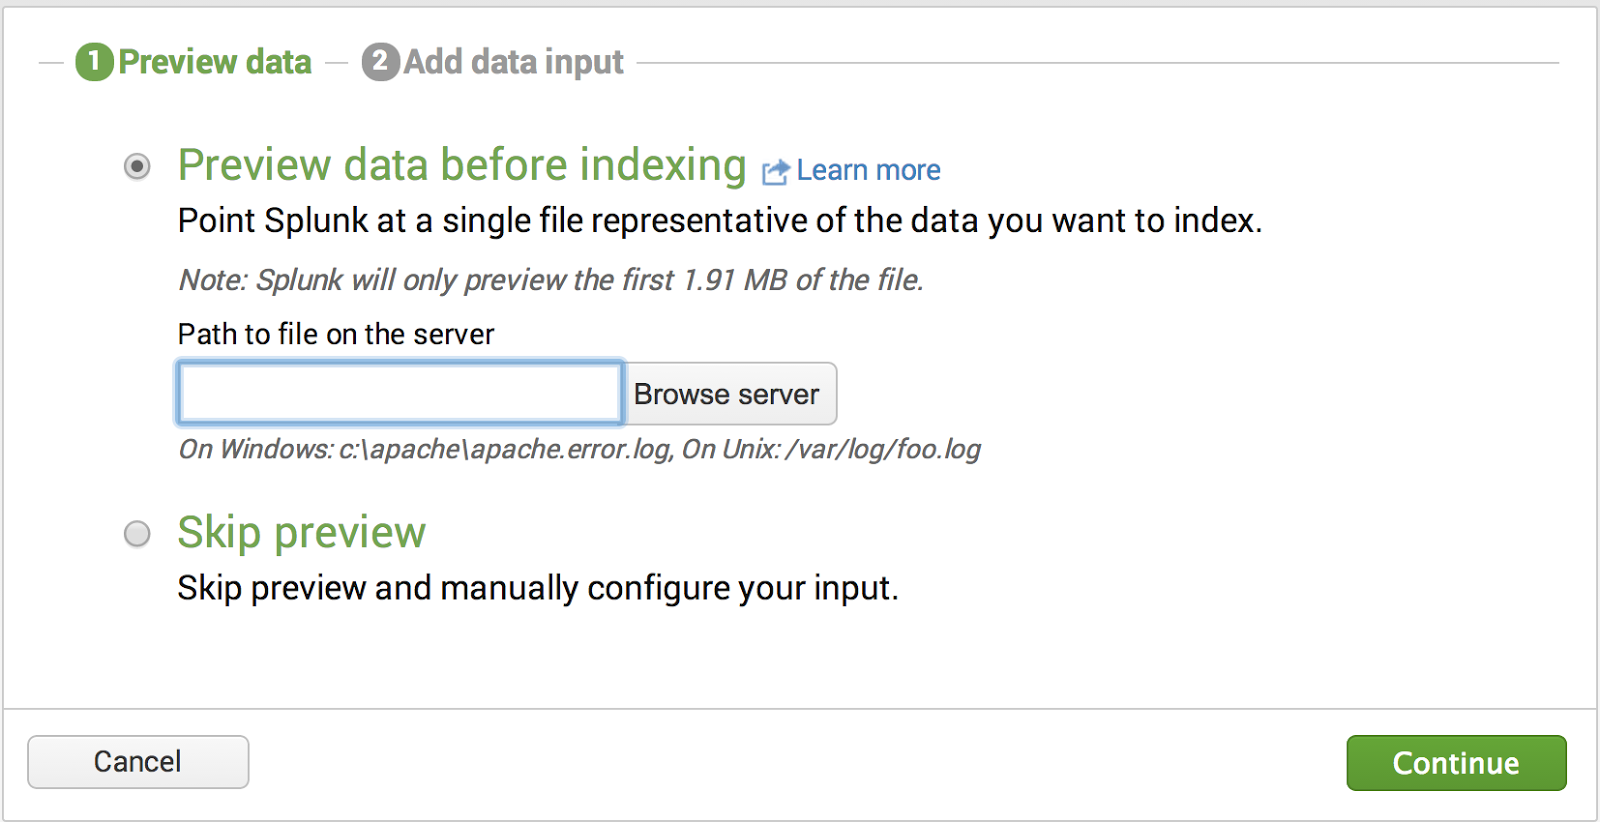 1 Preview data 2 Add data input
Preview data before indexing Learn more
Point Splunk at a single file representative of the data you want to index.
Note: Splunk will only preview the first 1.91 MB of the file.
Path to file on the server
Browse server
On Windows: c:\apache\apache.error.log, On Unix: /var/log/foo.log
Skip preview
Skip preview and manually configure your input.
Cancel Continue